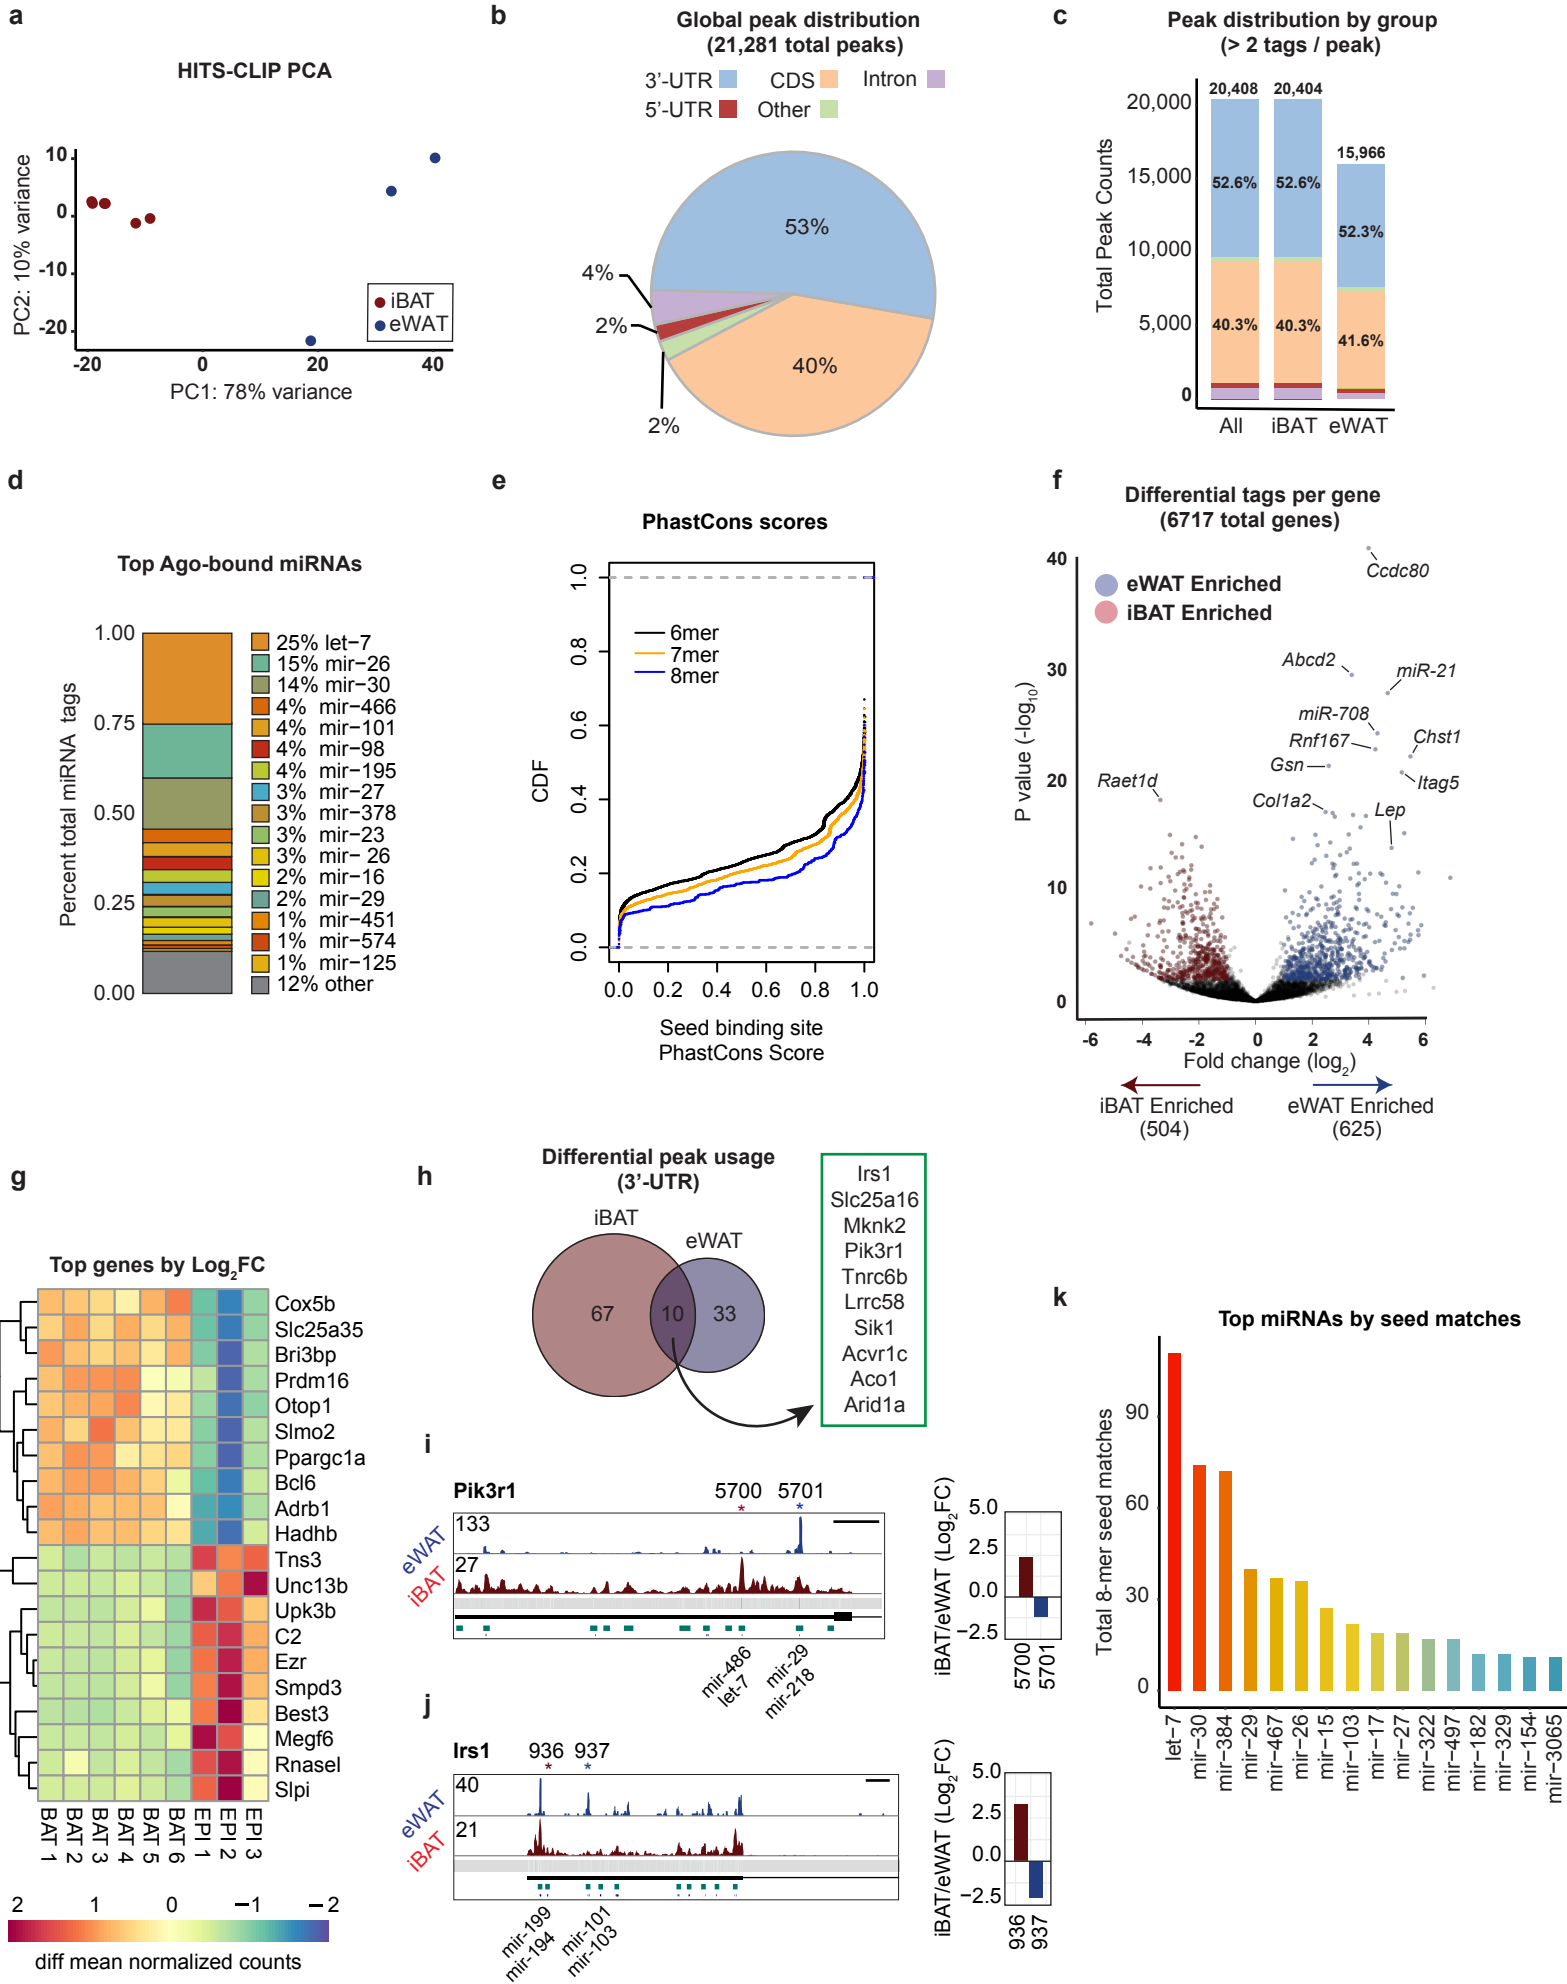 a
HITS-CLIP PCA
PC2: 10% variance
10
0
-10
-20
-20
0
20
40
PC1: 78% variance
iBAT
eWAT
b
Global peak distribution
(21,281 total peaks)
3’-UTR
CDS
Intron
5’-UTR
Other
53%
4%
2%
2%
40%
c
Peak distribution by group
(> 2 tags / peak)
Total Peak Counts
20,000
15,000
10,000
5,000
0
20,408
20,404
15,966
52.6%
52.6%
52.3%
40.3%
40.3%
41.6%
All
iBAT
eWAT
d
Top Ago-bound miRNAs
Percent total miRNA tags
1.00
0.75
0.50
0.25
0.00
25% let−7
15% mir−26
14% mir−30
4% mir−466
4% mir−101
4% mir−98
4% mir−195
3% mir−27
3% mir−378
3% mir−23
3% mir− 26
2% mir−16
2% mir−29
1% mir−451
1% mir−574
1% mir−125
12% other
e
PhastCons scores
CDF
1.0
0.8
0.6
0.4
0.2
0.0
6mer
7mer
8mer
0.0
0.2
0.4
0.6
0.8
1.0
Seed binding site
PhastCons Score
f
Differential tags per gene
(6717 total genes)
P value (-log10)
40
30
20
10
0
eWAT Enriched
iBAT Enriched
Ccdc80
Abcd2
miR-21
miR-708
Rnf167
Chst1
Gsn
Itag5
Raet1d
Col1a2
Lep
-6
-4
-2
0
2
4
6
Fold change (log2)
iBAT Enriched
(504)
eWAT Enriched
(625)
g
Top genes by Log2FC
Cox5b
Slc25a35
Bri3bp
Prdm16
Otop1
Slmo2
Ppargc1a
Bcl6
Adrb1
Hadhb
Tns3
Unc13b
Upk3b
C2
Ezr
Smpd3
Best3
Megf6
Rnasel
Slpi
BAT 1
BAT 2
BAT 3
BAT 4
BAT 5
BAT 6
EPI 1
EPI 2
EPI 3
2
1
0
−1
−2
diff mean normalized counts
h
Differential peak usage
(3’-UTR)
iBAT
eWAT
67
10
33
Irs1
Slc25a16
Mknk2
Pik3r1
Tnrc6b
Lrrc58
Sik1
Acvr1c
Aco1
Arid1a
i
Pik3r1
5700
5701
*
*
eWAT
133
iBAT
27
mir-486
let-7
mir-29
mir-218
iBAT/eWAT (Log2FC)
5.0
2.5
0.0
−2.5
5700
5701
j
Irs1
936
937
*
*
eWAT
40
iBAT
21
mir-199
mir-194
mir-101
mir-103
iBAT/eWAT (Log2FC)
5.0
2.5
0.0
−2.5
936
937
k
Top miRNAs by seed matches
Total 8-mer seed matches
90
60
30
0
let−7
mir−30
mir−384
mir−29
mir−467
mir−26
mir−15
mir−103
mir−17
mir−27
mir−322
mir−497
mir−182
mir−329
mir−154
mir−3065